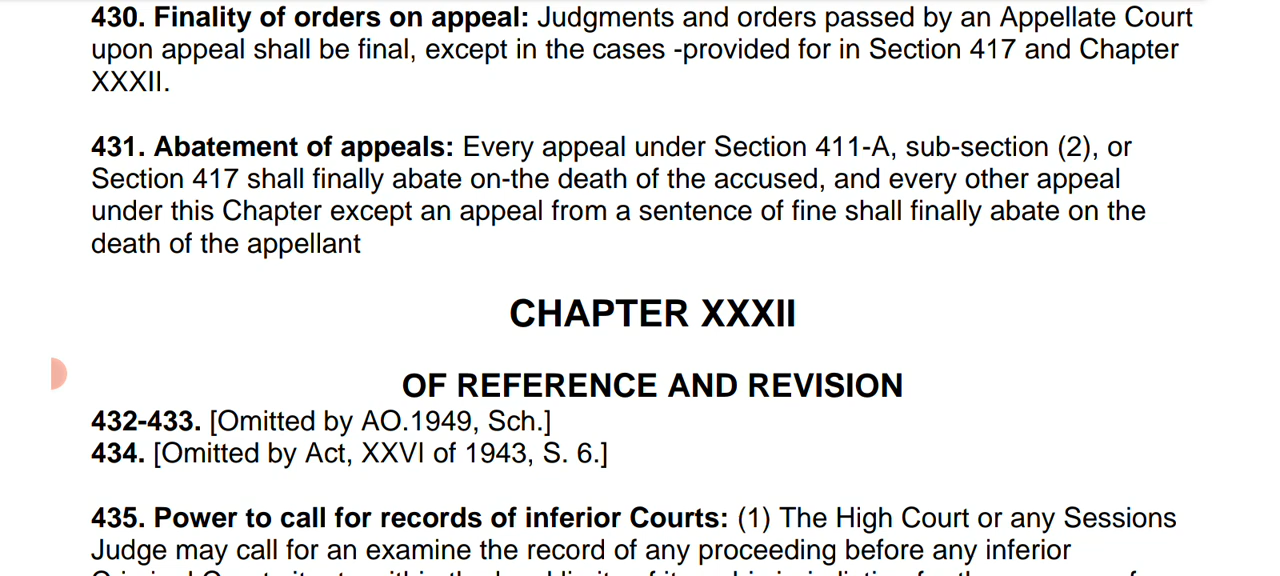 430. Finality of orders on appeal: Judgments and orders passed by an Appellate Court
upon appeal shall be final, except in the cases -provided for in Section 417 and Chapter
XXXII.
431. Abatement of appeals: Every appeal under Section 411-A, sub-section (2), or
Section 417 shall finally abate on-the death of the accused, and every other appeal
under this Chapter except an appeal from a sentence of fine shall finally abate on the
death of the appellant
CHAPTER XXXII
OF REFERENCE AND REVISION
432-433. [Omitted by AO.1949, Sch.]
434. [Omitted by Act, XXVI of 1943, S. 6.]
435. Power to call for records of inferior Courts: (1) The High Court or any Sessions
Judge may call for an examine the record of any proceeding before any inferior